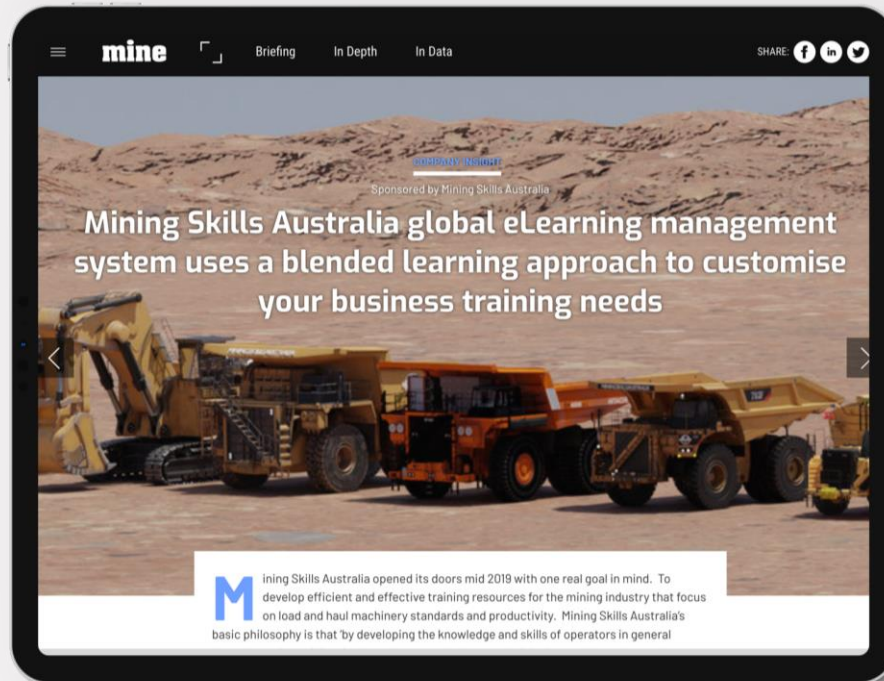 mine
Briefing
In Depth
In Data
SHARE:
COMPANY INSIGHT
Sponsored by Mining Skills Australia
Mining Skills Australia global eLearning management
system uses a blended learning approach to customise
your business training needs
Mining Skills Australia opened its doors mid 2019 with one real goal in mind. To
develop efficient and effective training resources for the mining industry that focus
on load and haul machinery standards and productivity. Mining Skills Australia's
basic philosophy is that 'by developing the knowledge and skills of operators in general